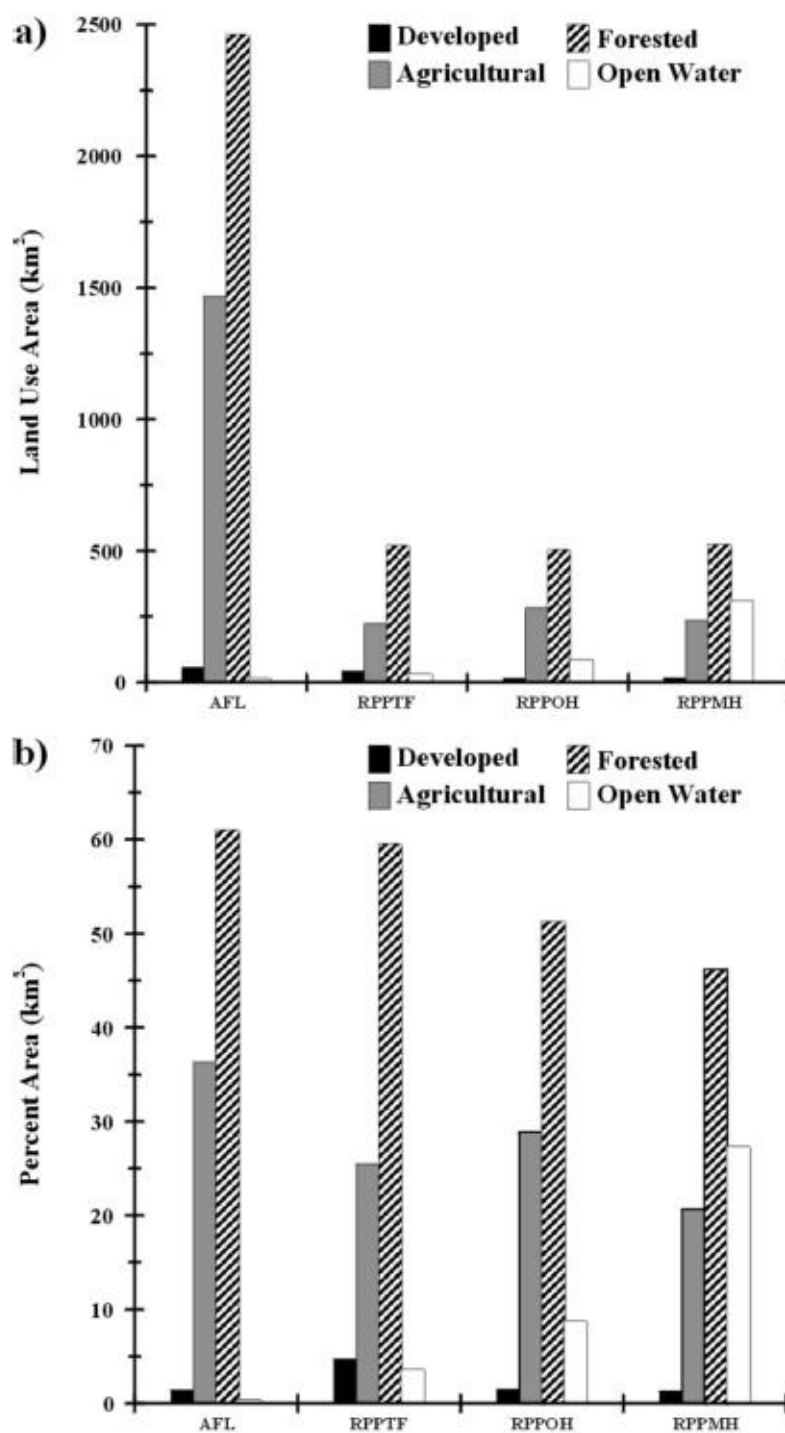 a)
Developed
Forested
Agricultural
Open Water
2500
2000
1500
1000
500
0
Land Use Area (km²)
AFL RPPTF RPPOH RPPMH
b)
Developed
Forested
Agricultural
Open Water
70
60
50
40
30
20
10
0
Percent Area (km²)
AFL RPPTF RPPOH RPPMH